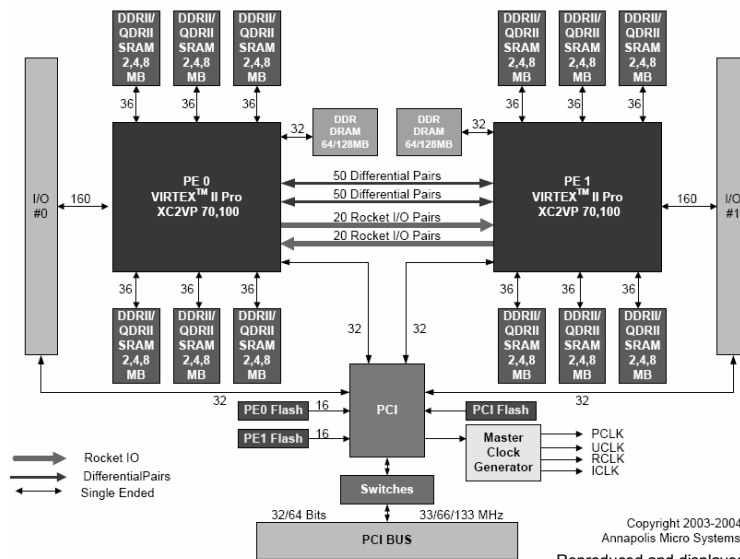 DDRII/ QDRII SRAM 2,4,8 MB
DDRII/ QDRII SRAM 2,4,8 MB
DDRII/ QDRII SRAM 2,4,8 MB
DDRII/ QDRII SRAM 2,4,8 MB
DDRII/ QDRII SRAM 2,4,8 MB
DDRII/ QDRII SRAM 2,4,8 MB
36 36 36 36 36 36
32
DDR DRAM 64/128MB
DDR DRAM 64/128MB
32
I/O #0
160
PE 0
VIRTEX™ II Pro
XC2VP 70,100
50 Differential Pairs
50 Differential Pairs
20 Rocket I/O Pairs
20 Rocket I/O Pairs
PE 1
VIRTEX™ II Pro
XC2VP 70,100
160
I/O #1
36 36 36 36 36 36
DDRII/ QDRII SRAM 2,4,8 MB
DDRII/ QDRII SRAM 2,4,8 MB
DDRII/ QDRII SRAM 2,4,8 MB
32
32
DDRII/ QDRII SRAM 2,4,8 MB
DDRII/ QDRII SRAM 2,4,8 MB
DDRII/ QDRII SRAM 2,4,8 MB
32
32
PE0 Flash
16
PCI
PCI Flash
PE1 Flash
16
Master Clock Generator
PCLK
UCLK
RCLK
ICLK
Rocket IO
DifferentialPairs
Single Ended
Switches
32/64 Bits
33/66/133 MHz
PCI BUS
Copyright 2003-2004
Annapolis Micro Systems
Reproduced and displayed